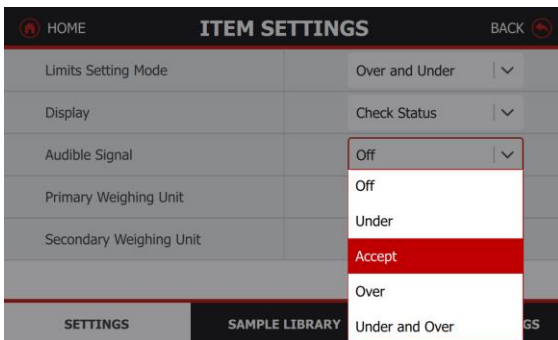 HOME ITEM SETTINGS BACK
Limits Setting Mode Over and Under
Display Check Status
Audible Signal Off
Off
Primary Weighing Unit
Under
Secondary Weighing Unit
Accept
Over
SETTINGS SAMPLE LIBRARY Under and Over GS